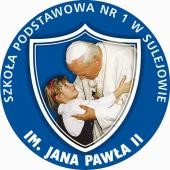 SZKOŁA PODSTAWOWA NR 1 W SULEJOWIE
IM. JANA PAWŁA II